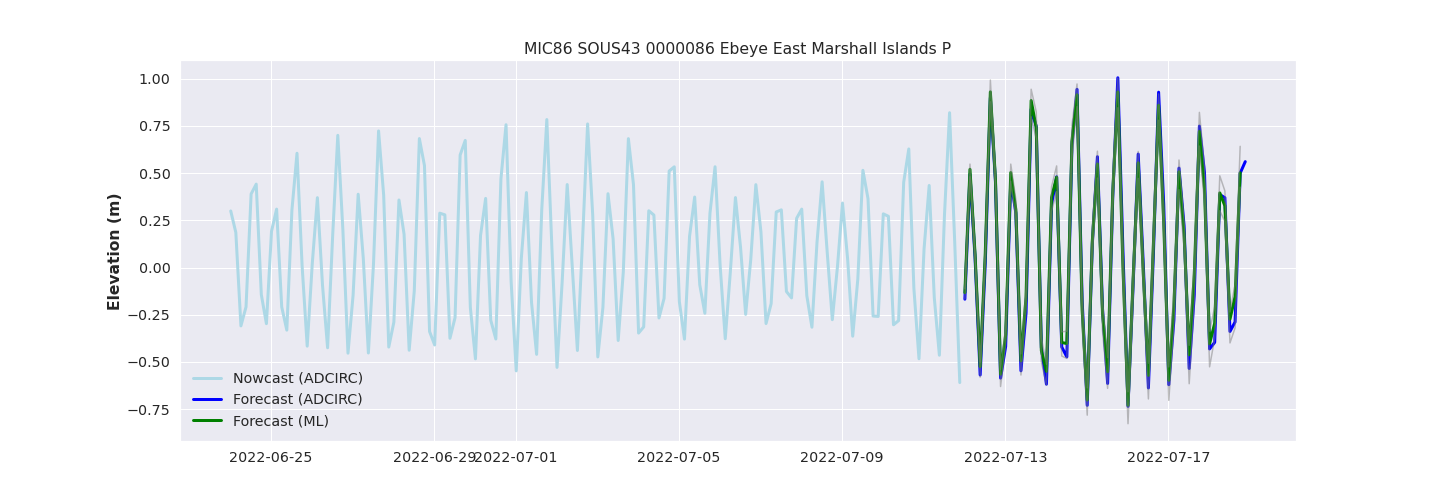 MIC86 SOUS43 0000086 Ebeye East Marshall Islands P
Elevation (m)
1.00
0.75
0.50
0.25
0.00
−0.25
−0.50
−0.75
Nowcast (ADCIRC)
Forecast (ADCIRC)
Forecast (ML)
2022-06-25 2022-06-29 2022-07-01 2022-07-05 2022-07-09 2022-07-13 2022-07-17